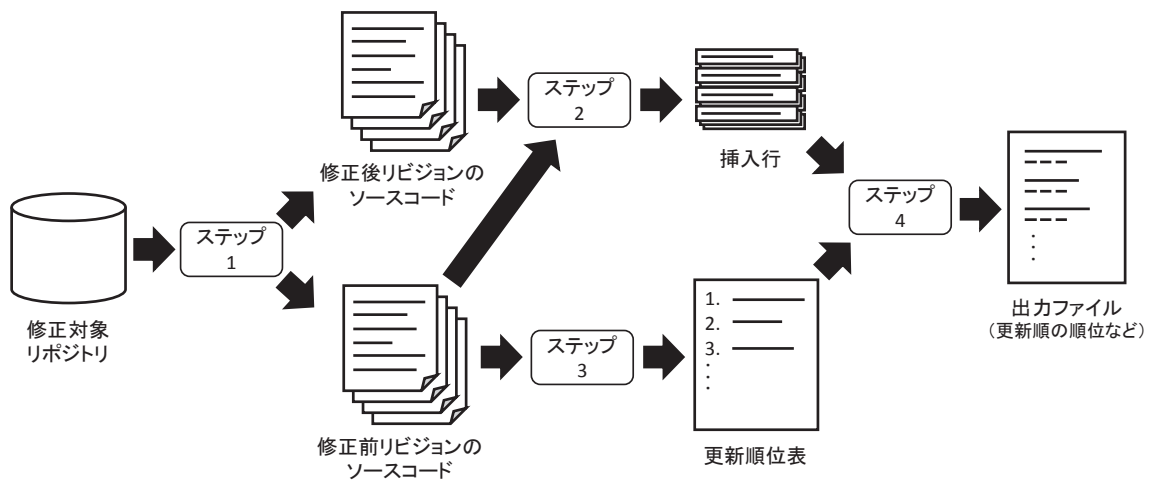 修正対象
リポジトリ
ステップ
1
修正後リビジョンの
ソースコード
修正前リビジョンの
ソースコード
ステップ
2
ステップ
3
挿入行
1.
2.
3.
更新順位表
ステップ
4
出力ファイル
（更新順の順位など）